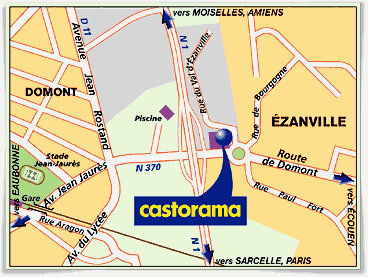 vers MOISELLES, AMIENS
D 11
Avenue
Jean
Rostand
N 1
Rue du Val d'Ézanville
Rue de Bourgogne
DOMONT
Piscine
ÉZANVILLE
Stade
Jean-Jaurès
N 370
Route
de Domont
vers EAUBONNE
Gare
Av. Jean Jaurès
Rue Paul Fort
vers ECOUEN
castorama
Rue Aragon
Av. du Lycée
N 1
vers SARCELLE, PARIS